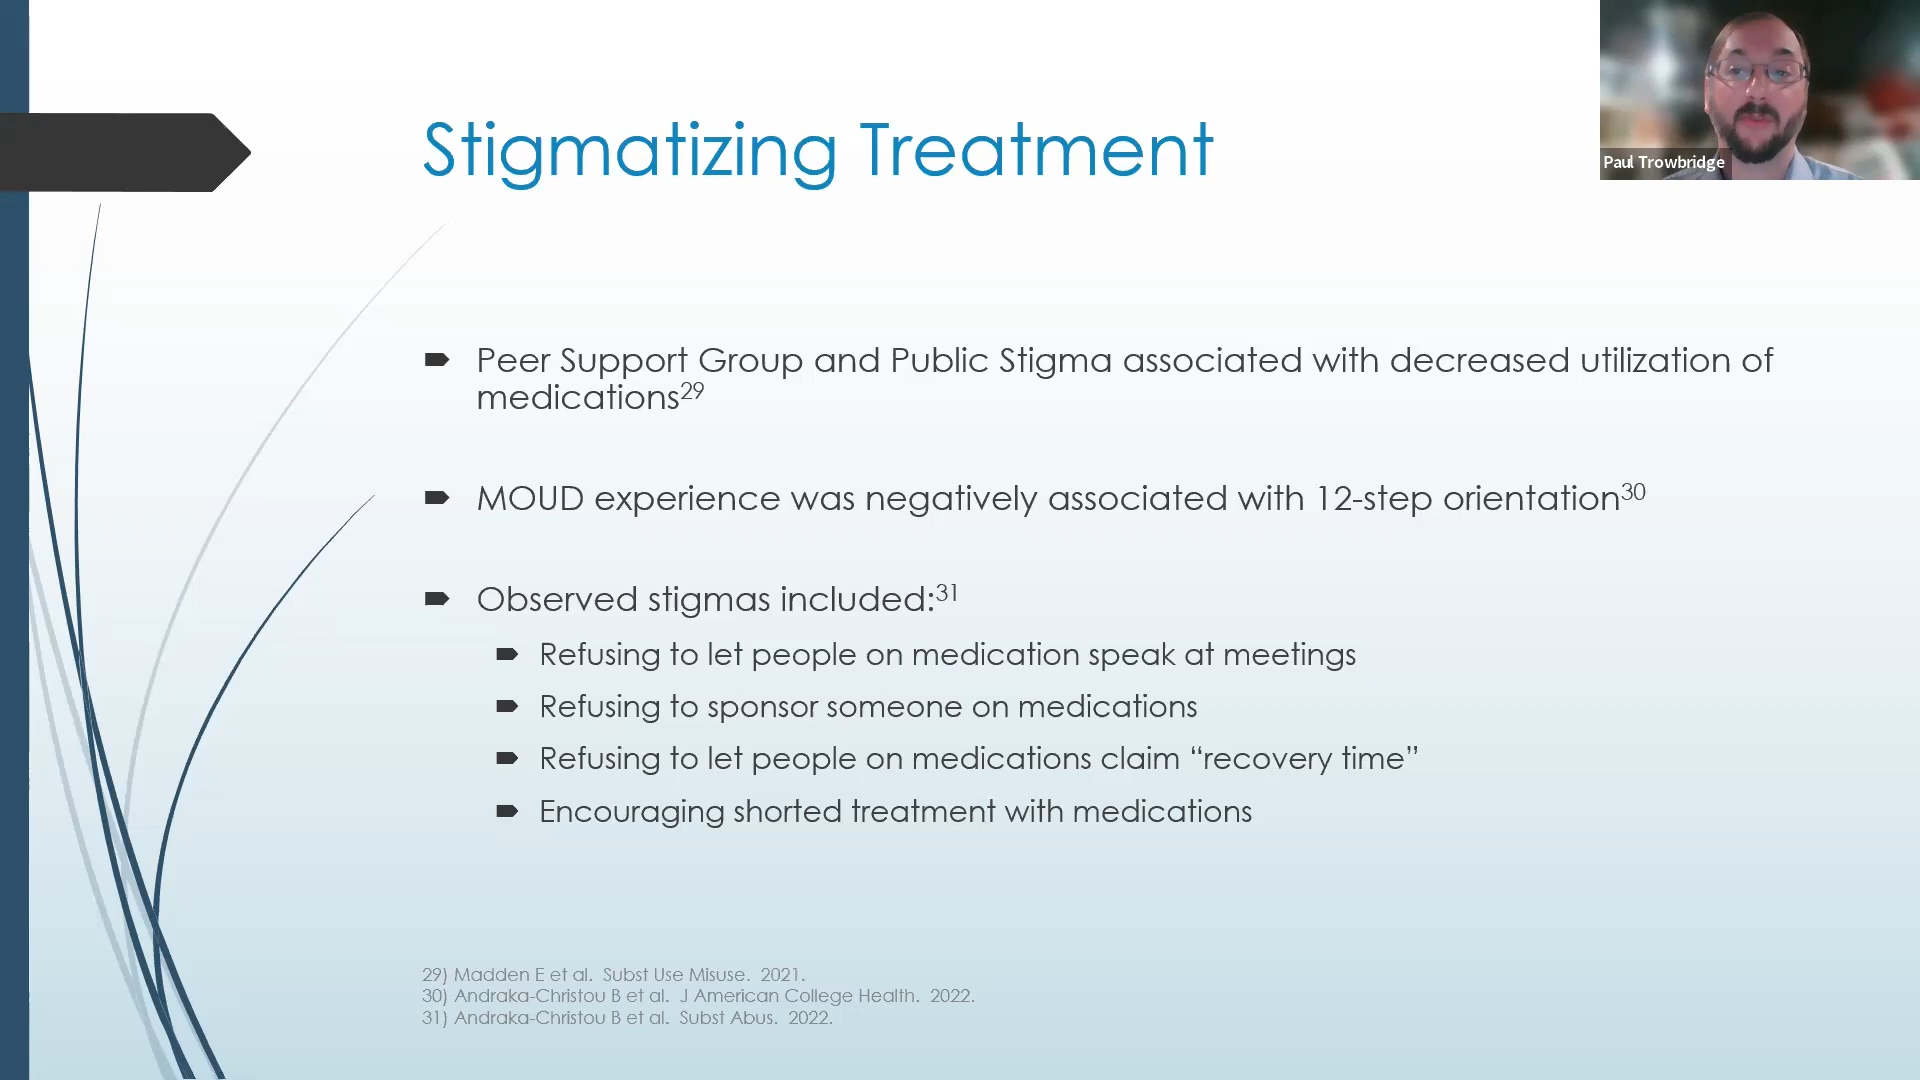 Stigmatizing Treatment
Paul Trowbridge
Peer Support Group and Public Stigma associated with decreased utilization of
medications29
MOUD experience was negatively associated with 12-step orientation30
Observed stigmas included:31
Refusing to let people on medication speak at meetings
Refusing to sponsor someone on medications
Refusing to let people on medications claim “recovery time”
Encouraging shorted treatment with medications
29) Madden E et al.  Subst Use Misuse.  2021.
30) Andraka-Christou B et al.  J American College Health.  2022.
31) Andraka-Christou B et al.  Subst Abus.  2022.